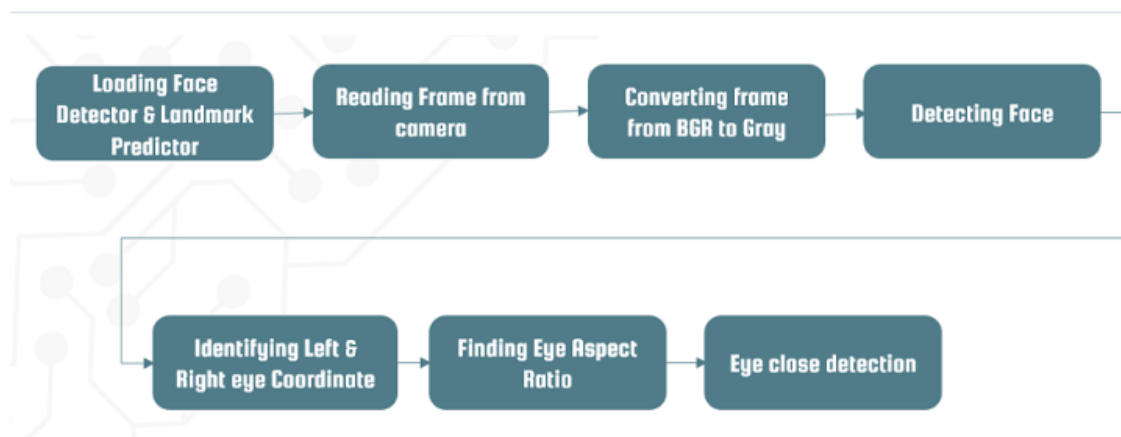 Loading Face
Detector & Landmark
Predictor
Reading Frame from
camera
Converting frame
from BGR to Gray
Detecting Face
Identifying Left &
Right eye Coordinate
Finding Eye Aspect
Ratio
Eye close detection